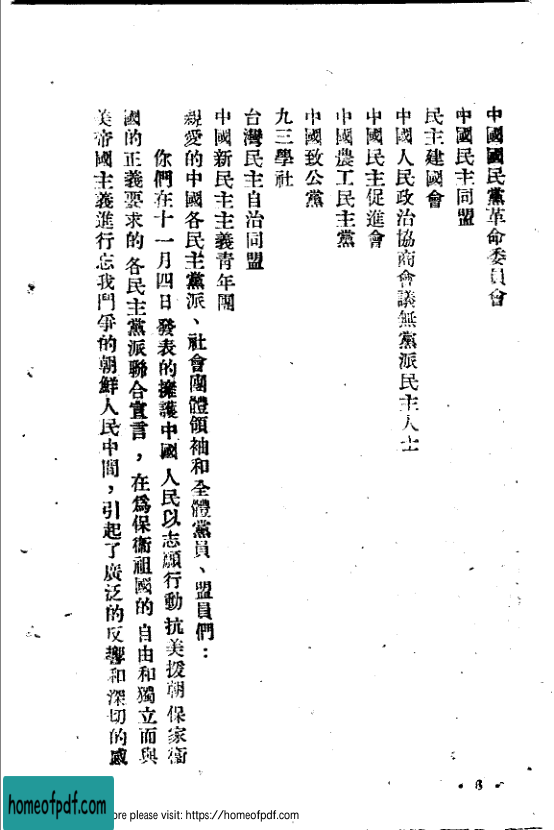 中國國民黨革命委員會
中國民主同盟
民主建國會
中國人民政治協商會議無黨派民主人士
中國民主促進會
中國農工民主黨
中國致公黨
九三學社
台灣民主自治同盟
中國新民主主義青年團
親愛的中國各民主黨派、社會團體領袖和全體黨員、盟員們：
你們在十一月四日發表的擁護中國人民以志願行動抗美援朝保家衞
國的正義要求的各民主黨派聯合宣言，在爲保衞祖國的自由和獨立而與
美帝國主義進行忘我鬥爭的朝鮮人民中間，引起了廣泛的反響和深切的感
homeofpdf.com
ore please visit: https://homeofpdf.com